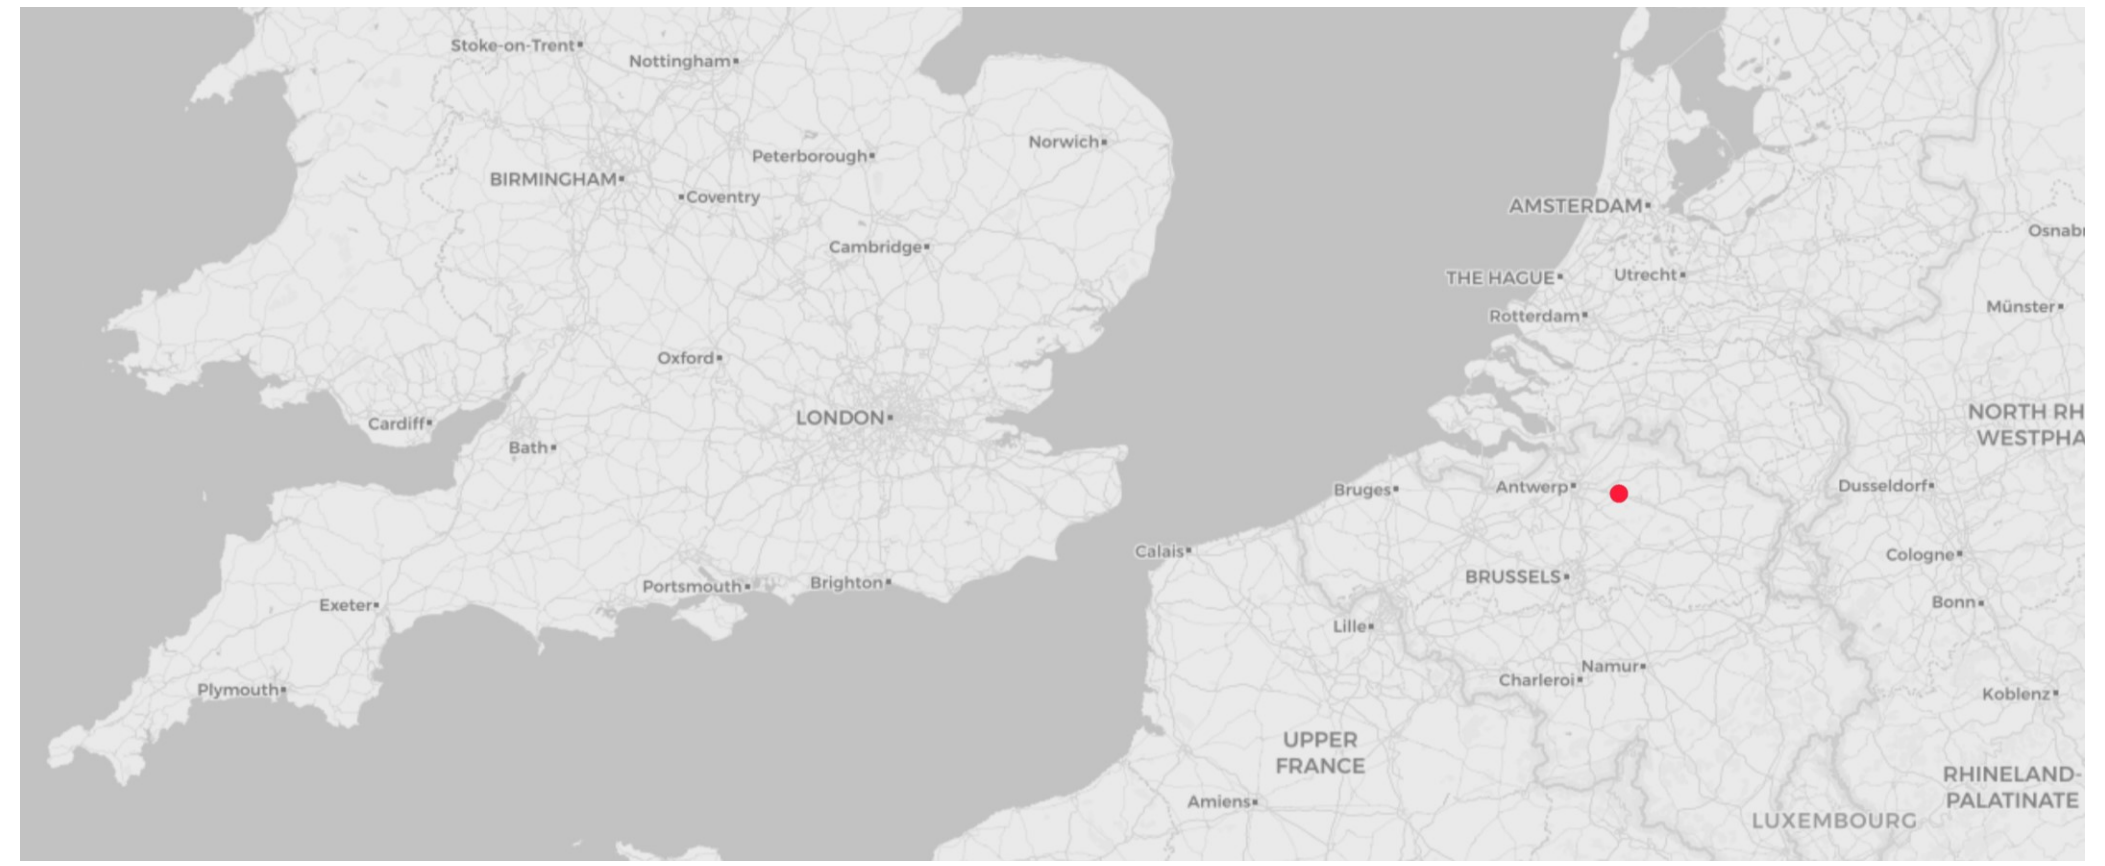 Stoke-on-Trent
Nottingham
Norwich
Peterborough
BIRMINGHAM
Coventry
AMSTERDAM
Osnabr
Cambridge
THE HAGUE
Utrecht
Münster
Rotterdam
Oxford
LONDON
NORTH RH
WESTPHA
Cardiff
Bath
Bruges
Antwerp
Dusseldorf
Calais
Cologne
BRUSSELS
Portsmouth
Brighton
Exeter
Bonn
Lille
Namur
Charleroi
Plymouth
Koblenz
UPPER
FRANCE
RHINELAND-
PALATINATE
Amiens
LUXEMBOURG